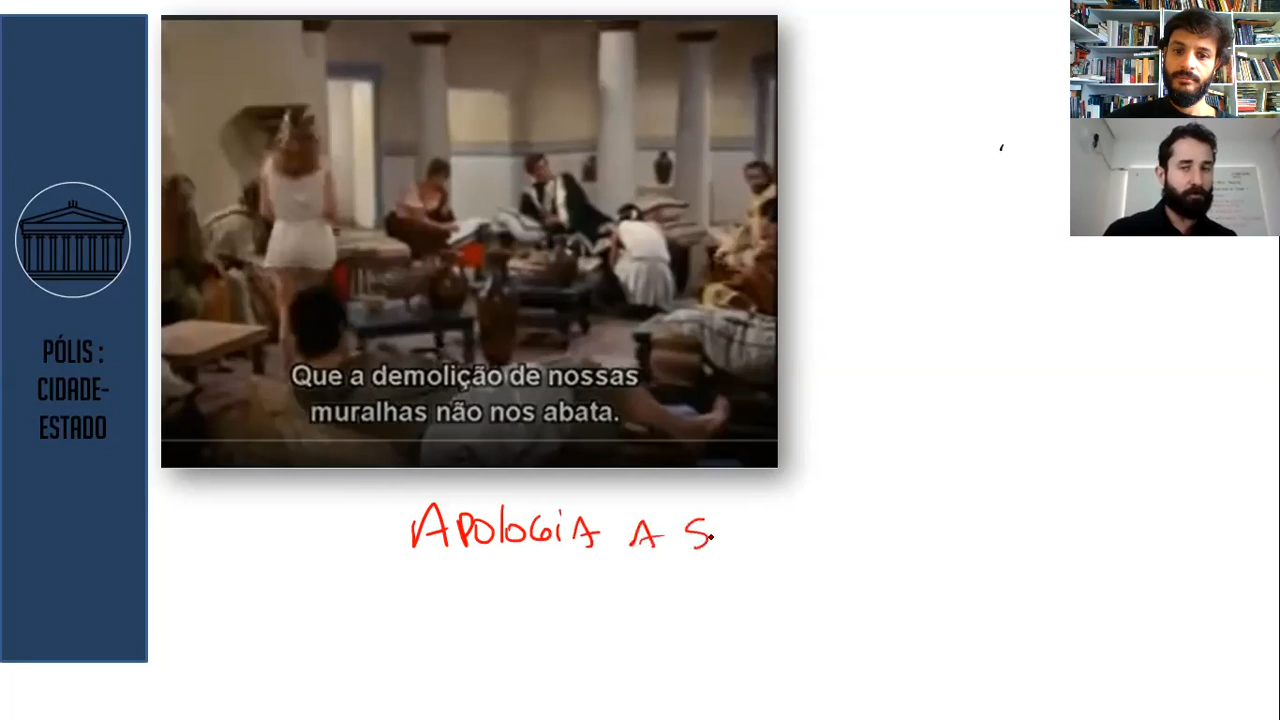 PÓLIS :
CIDADE-
ESTADO
Que a demolição de nossas
muralhas não nos abata.
Apologia A S